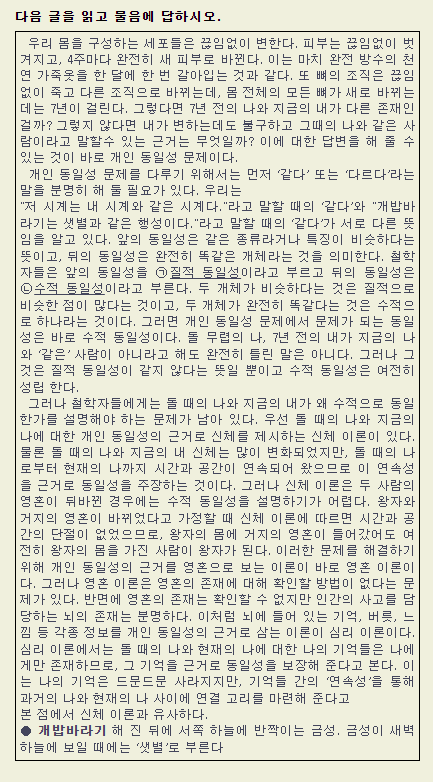 다음 글을 읽고 물음에 답하시오.
우리 몸을 구성하는 세포들은 끊임없이 변한다. 피부는 끊임없이 벗
겨지고, 4주마다 완전히 새 피부로 바뀐다. 이는 마치 완전 방수의 천
연 가죽옷을 한 달에 한 번 갈아입는 것과 같다. 또 뼈의 조직은 끊임
없이 죽고 다른 조직으로 바뀌는데, 몸 전체의 모든 뼈가 새로 바뀌는
데는 7년이 걸린다. 그렇다면 7년 전의 나와 지금의 내가 다른 존재인
걸까? 그렇지 않다면 내가 변하는데도 불구하고 그때의 나와 같은 사
람이라고 말할수 있는 근거는 무엇일까? 이에 대한 답변을 해 줄 수
있는 것이 바로 개인 동일성 문제이다.
개인 동일성 문제를 다루기 위해서는 먼저 ‘같다’ 또는 ‘다르다’라는
말을 분명히 해 둘 필요가 있다. 우리는
"저 시계는 내 시계와 같은 시계다."라고 말할 때의 ‘같다’와 "개밥바
라기는 샛별과 같은 행성이다."라고 말할 때의 ‘같다’가 서로 다른 뜻
임을 알고 있다. 앞의 동일성은 같은 종류라거나 특징이 비슷하다는
뜻이고, 뒤의 동일성은 완전히 똑같은 개체라는 것을 의미한다. 철학
자들은 앞의 동일성을 ㉠질적 동일성이라고 부르고 뒤의 동일성은
㉡수적 동일성이라고 부른다. 두 개체가 비슷하다는 것은 질적으로
비슷한 점이 많다는 것이고, 두 개체가 완전히 똑같다는 것은 수적으
로 하나라는 것이다. 그러면 개인 동일성 문제에서 문제가 되는 동일
성은 바로 수적 동일성이다. 돌 무렵의 나, 7년 전의 내가 지금의 나
와 ‘같은’ 사람이 아니라고 해도 완전히 틀린 말은 아니다. 그러나 그
것은 질적 동일성이 같지 않다는 뜻일 뿐이고 수적 동일성은 여전히
성립 한다.
그러나 철학자들에게는 돌 때의 나와 지금의 내가 왜 수적으로 동일
한가를 설명해야 하는 문제가 남아 있다. 우선 돌 때의 나와 지금의
나에 대한 개인 동일성의 근거로 신체를 제시하는 신체 이론이 있다.
물론 돌 때의 나와 지금의 내 신체는 많이 변화되었지만, 돌 때의 나
로부터 현재의 나까지 시간과 공간이 연속되어 왔으므로 이 연속성
을 근거로 동일성을 주장하는 것이다. 그러나 신체 이론은 두 사람의
영혼이 뒤바뀐 경우에는 수적 동일성을 설명하기가 어렵다. 왕자와
거지의 영혼이 바뀌었다고 가정할 때 신체 이론에 따르면 시간과 공
간의 단절이 없었으므로, 왕자의 몸에 거지의 영혼이 들어갔어도 여
전히 왕자의 몸을 가진 사람이 왕자가 된다. 이러한 문제를 해결하기
위해 개인 동일성의 근거를 영혼으로 보는 이론이 바로 영혼 이론이
다. 그러나 영혼 이론은 영혼의 존재에 대해 확인할 방법이 없다는 문
제가 있다. 반면에 영혼의 존재는 확인할 수 없지만 인간의 사고를 담
당하는 뇌의 존재는 분명하다. 이처럼 뇌에 들어 있는 기억, 버릇, 느
낌 등 각종 정보를 개인 동일성의 근거로 삼는 이론이 심리 이론이다.
심리 이론에서는 돌 때의 나와 현재의 나에 대한 나의 기억들은 나에
게만 존재하므로, 그 기억을 근거로 동일성을 보장해 준다고 본다. 이
는 나의 기억은 드문드문 사라지지만, 기억들 간의 ‘연속성’을 통해
과거의 나와 현재의 나 사이에 연결 고리를 마련해 준다고
본 점에서 신체 이론과 유사하다.
● 개밥바라기 해 진 뒤에 서쪽 하늘에 반짝이는 금성. 금성이 새벽
하늘에 보일 때에는 ‘샛별’로 부른다